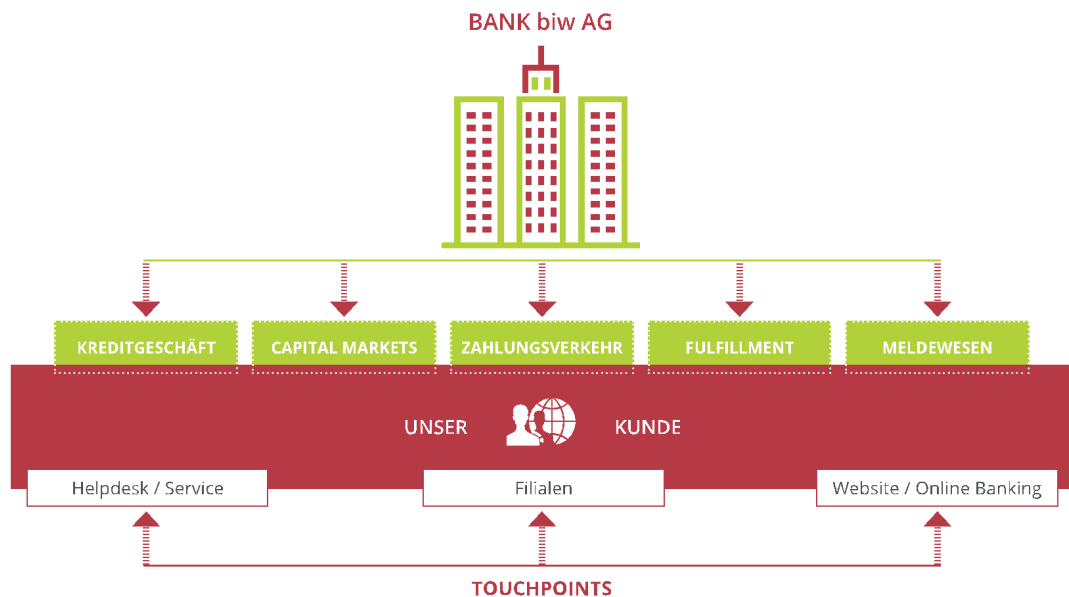 BANK biw AG
KREDITGESCHÄFT
CAPITAL MARKETS
ZAHLUNGSVERKEHR
FULFILLMENT
MELDEWESEN
UNSER KUNDE
Helpdesk / Service
Filialen
Website / Online Banking
TOUCHPOINTS